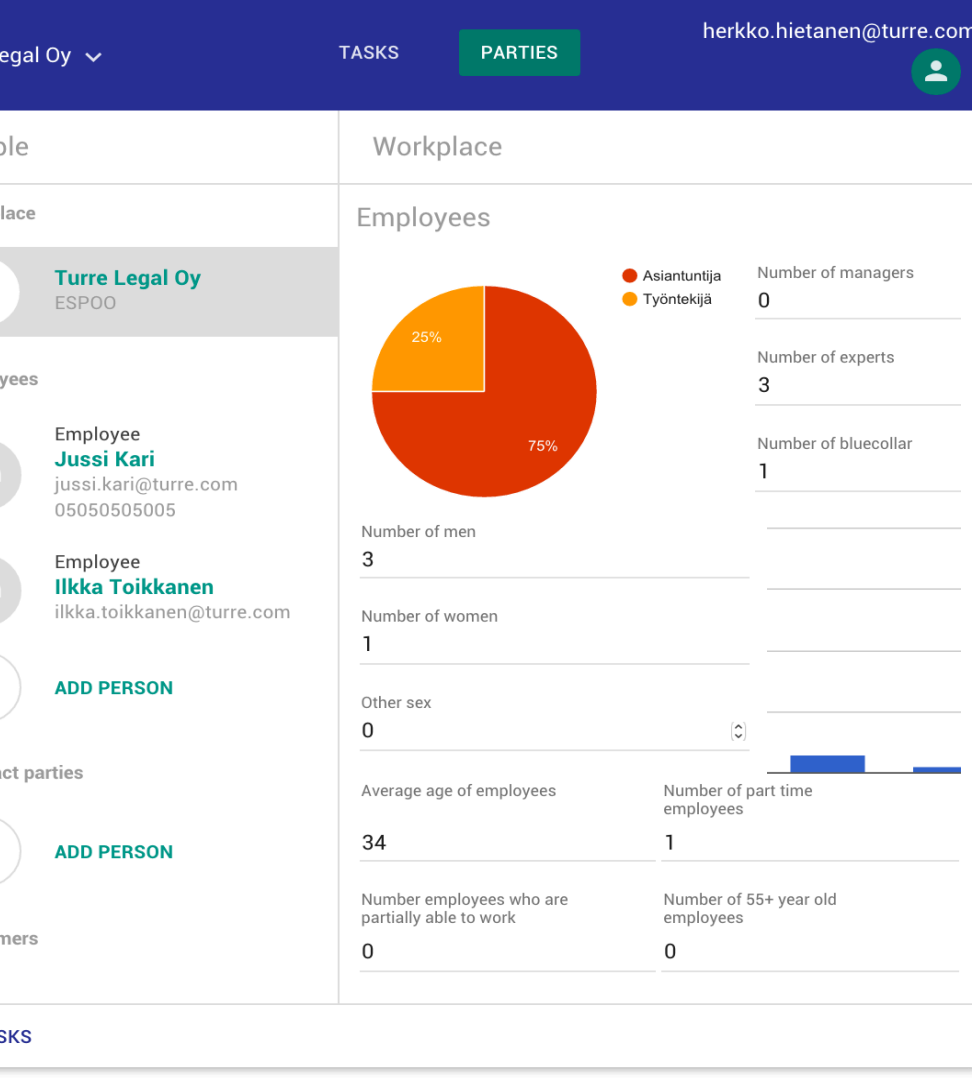 egal Oy
TASKS
PARTIES
herkko.hietanen@turre.com
ple
Workplace
lace
Turre Legal Oy
ESPOO
yees
Employee
Jussi Kari
jussi.kari@turre.com
05050505005
Employee
Ilkka Toikkanen
ilkka.toikkanen@turre.com
ADD PERSON
act parties
ADD PERSON
mers
Employees
25%
75%
Asiantuntija
Työntekijä
Number of managers
0
Number of experts
3
Number of bluecollar
1
Number of men
3
Number of women
1
Other sex
0
Average age of employees
34
Number of part time
employees
1
Number employees who are
partially able to work
0
Number of 55+ year old
employees
0
SKS